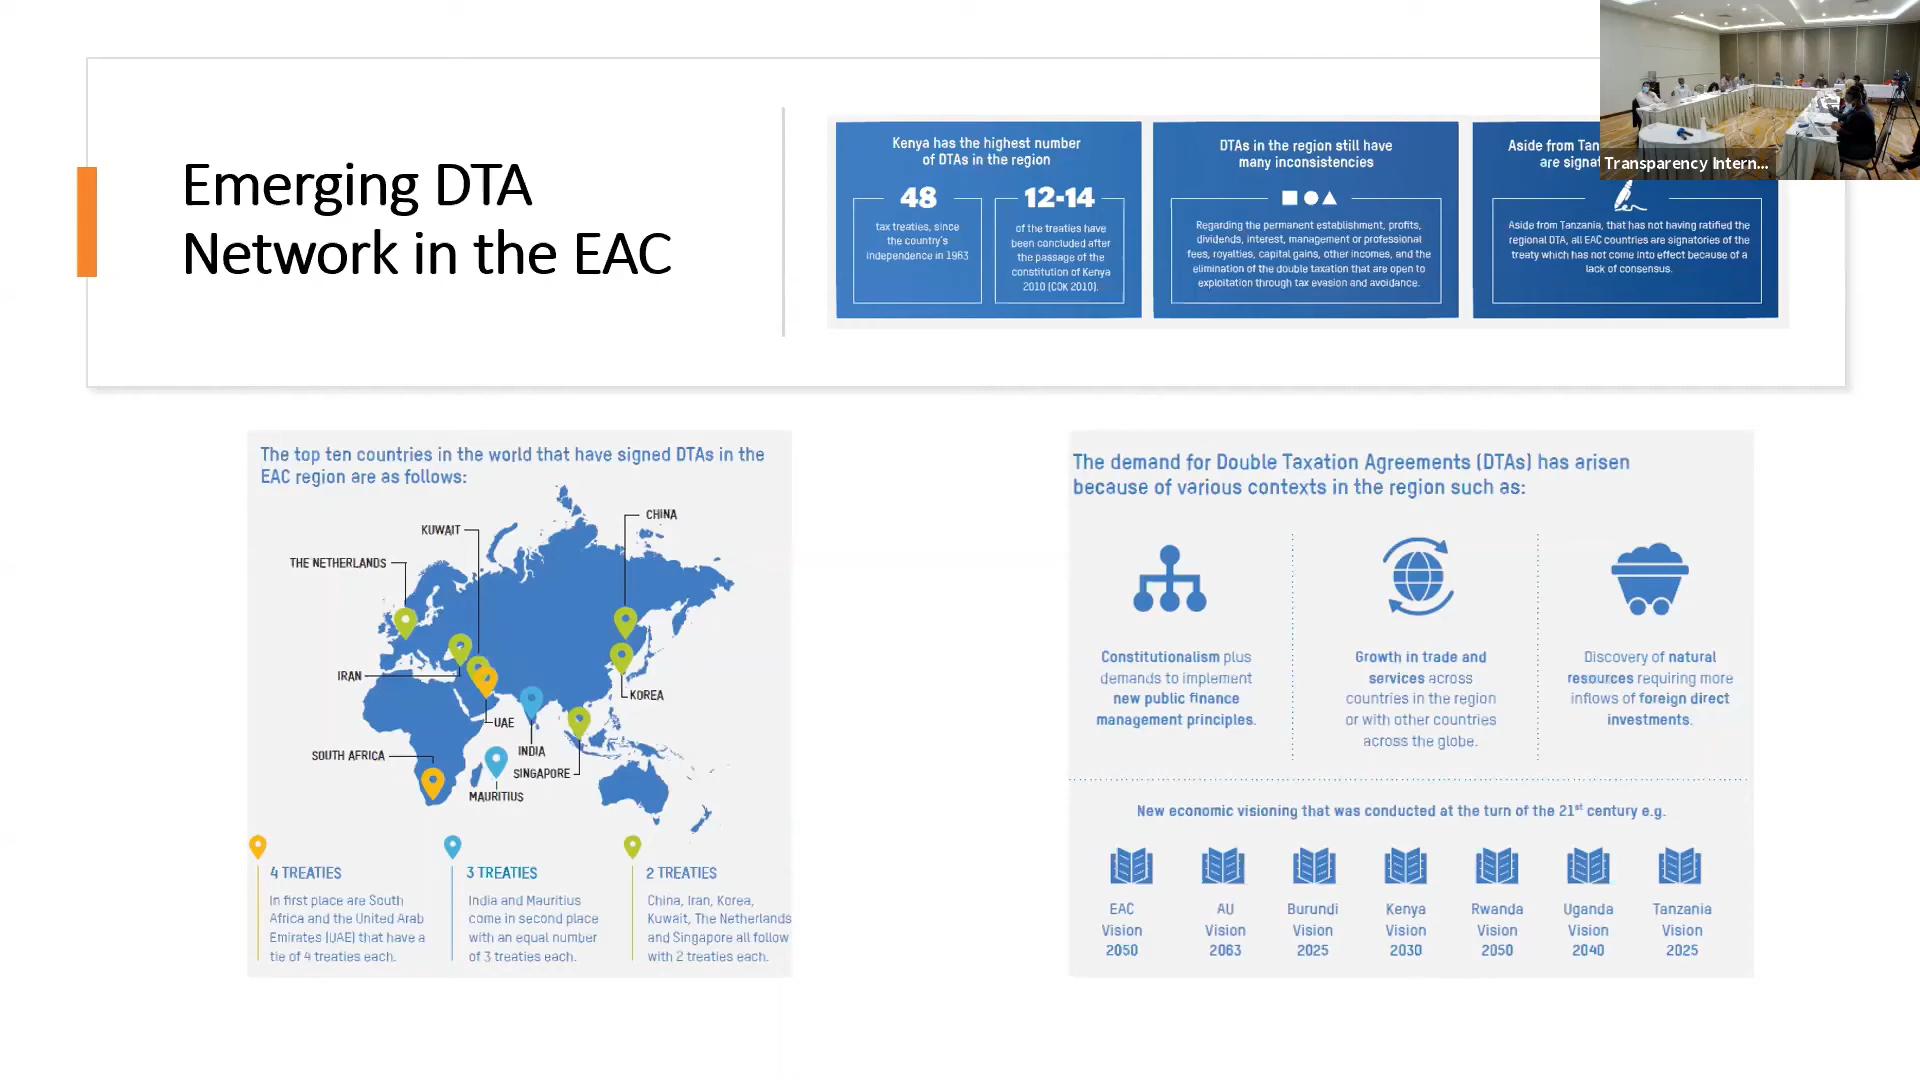 Emerging DTA
Network in the EAC
Kenya has the highest number
of DTAs in the region
48
tax treaties, since
the country's
independence in 1963
12-14
of the treaties have
been concluded after
the passage of the
constitution of Kenya
2010 (COK 2010).
DTAs in the region still have
many inconsistencies
Regarding the permanent establishment, profits,
dividends, interest, management or professional
fees, royalties, capital gains, other incomes, and the
elimination of the double taxation that are open to
exploitation through tax evasion and avoidance.
Aside from Tan
are signat
Aside from Tanzania, that has not having ratified the
regional DTA, all EAC countries are signatories of the
treaty which has not come into effect because of a
lack of consensus.
Transparency Intern...
The top ten countries in the world that have signed DTAs in the
EAC region are as follows:
CHINA
KUWAIT
THE NETHERLANDS
IRAN
KOREA
UAE
INDIA
SOUTH AFRICA
SINGAPORE
MAURITIUS
4 TREATIES
In first place are South
Africa and the United Arab
Emirates (UAE) that have a
tie of 4 treaties each.
3 TREATIES
India and Mauritius
come in second place
with an equal number
of 3 treaties each.
2 TREATIES
China, Iran, Korea,
Kuwait, The Netherlands
and Singapore all follow
with 2 treaties each.
The demand for Double Taxation Agreements (DTAs) has arisen
because of various contexts in the region such as:
Constitutionalism plus
demands to implement
new public finance
management principles.
Growth in trade and
services across
countries in the region
or with other countries
across the globe.
Discovery of natural
resources requiring more
inflows of foreign direct
investments.
New economic visioning that was conducted at the turn of the 21st century e.g.
EAC
Vision
2050
AU
Vision
2063
Burundi
Vision
2025
Kenya
Vision
2030
Rwanda
Vision
2050
Uganda
Vision
2040
Tanzania
Vision
2025